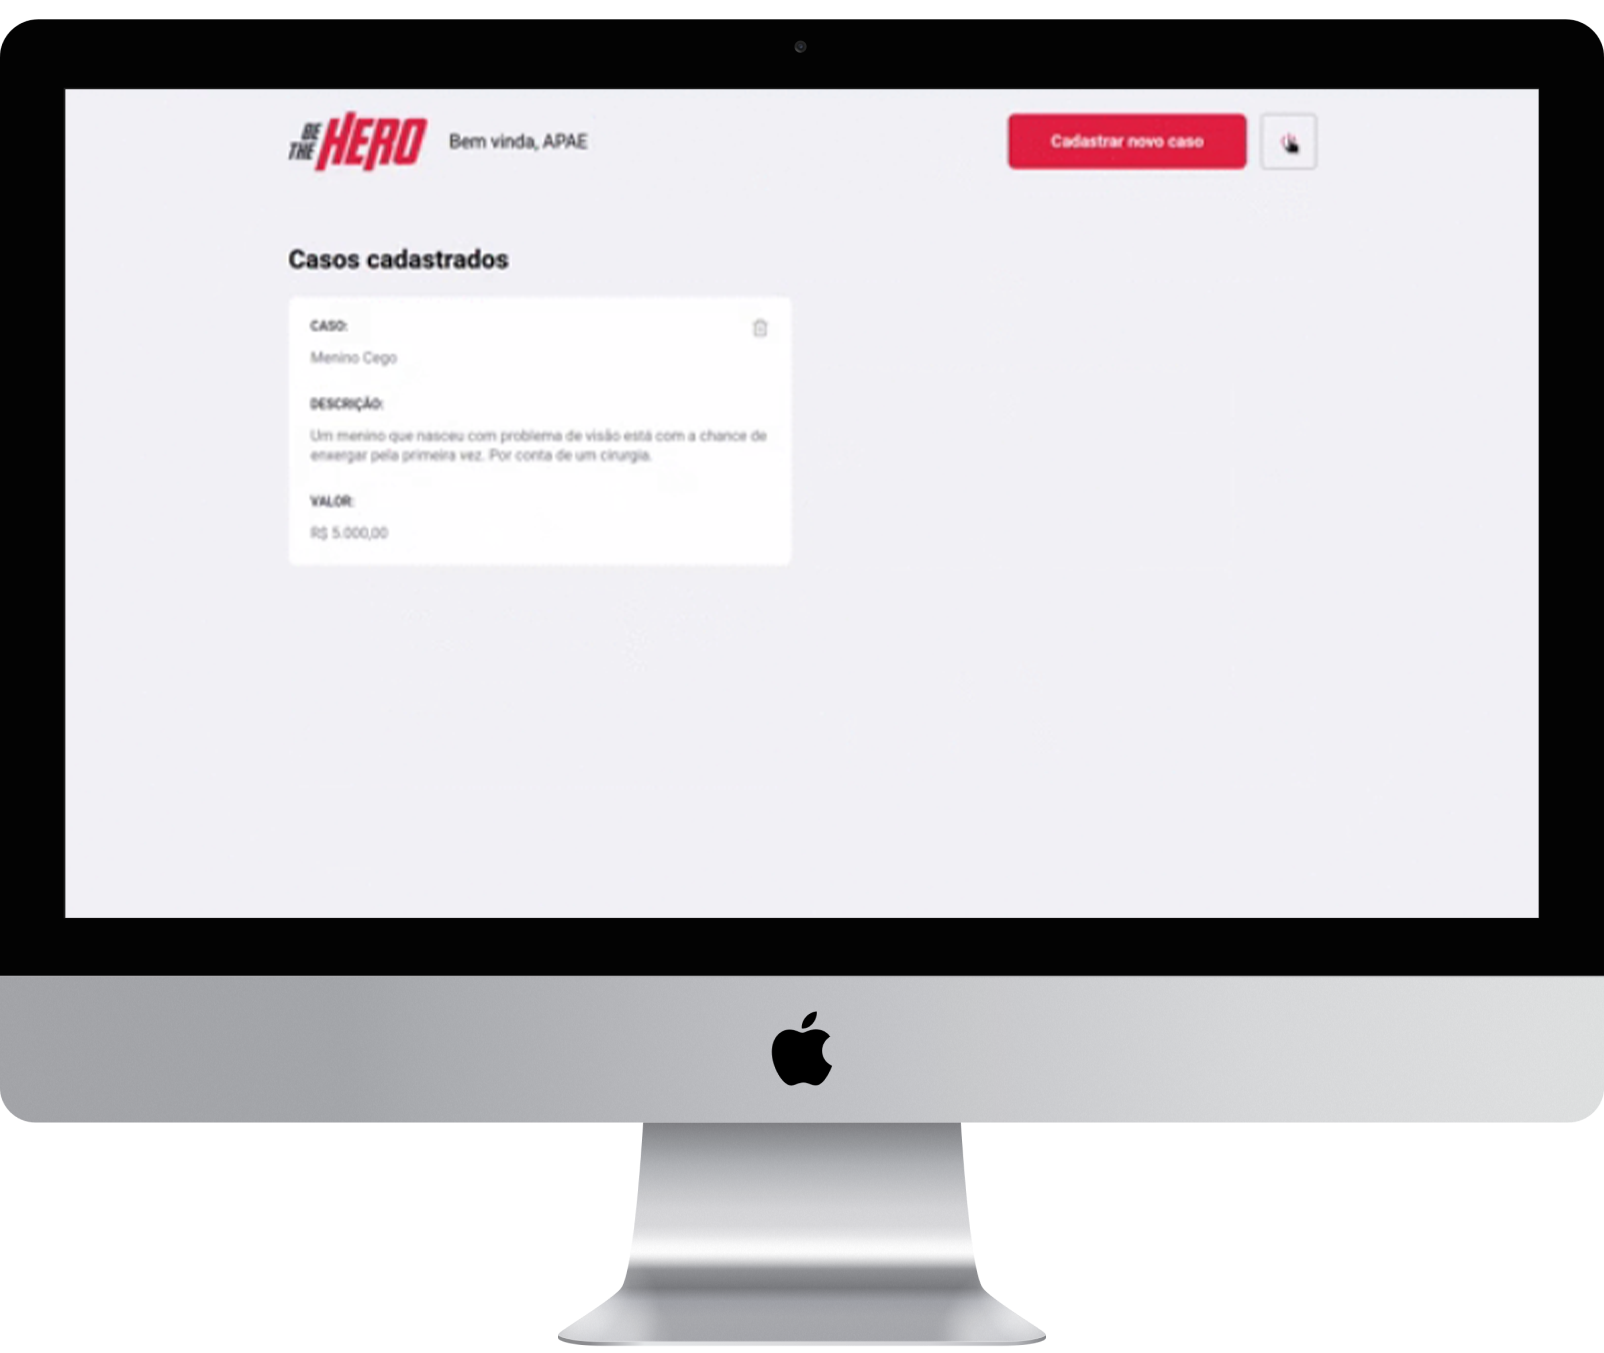 BE
THE HERO
Bem vinda, APAE
Cadastrar novo caso
Casos cadastrados
CASO:
Menino Cego
DESCRIÇÃO:
Um menino que nasceu com problema de visão está com a chance de
enxergar pela primeira vez. Por conta de um cirurgia.
VALOR:
R$ 5.000,00